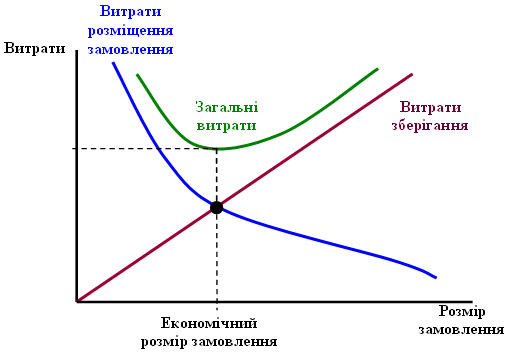 Витрати
розміщення
замовлення
Витрати
Загальні
витрати
Витрати
зберігання
Розмір
замовлення
Економічний
розмір замовлення